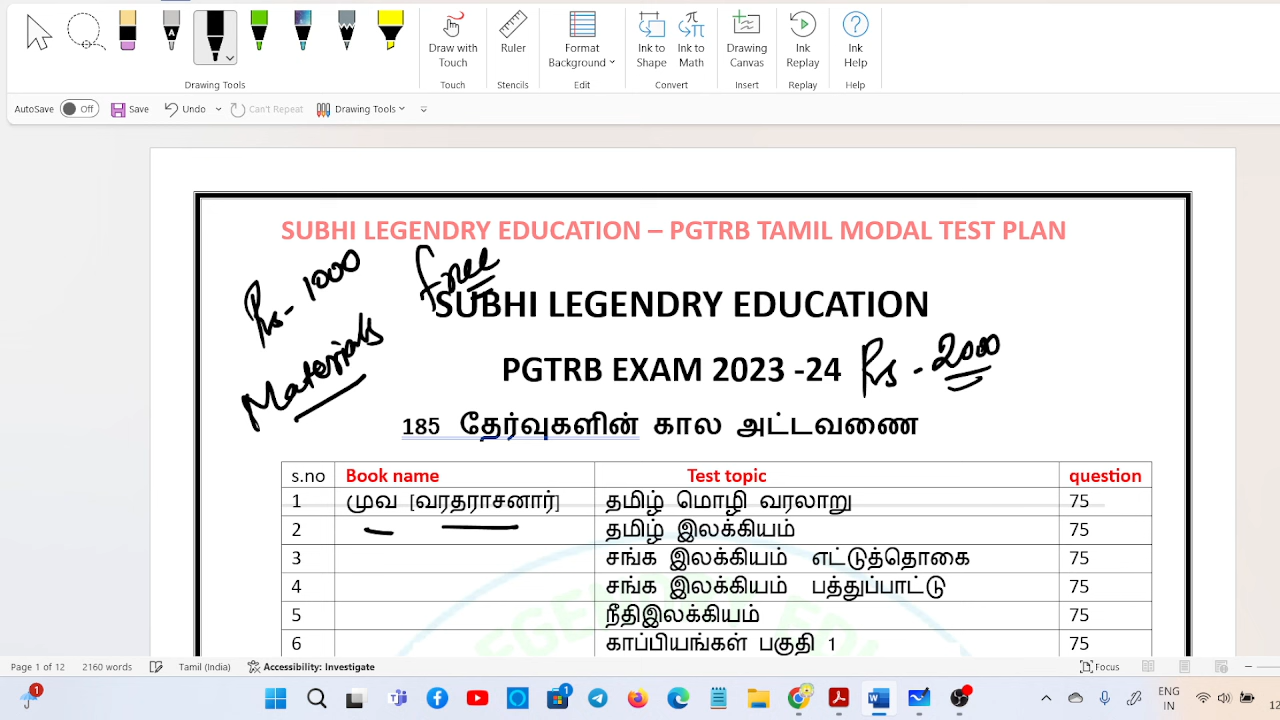 Draw with Touch
Ruler
Format Background
Ink to Shape
Ink to Math
Drawing Canvas
Ink Replay
Ink Help
Drawing Tools
Touch
Stencils
Edit
Convert
Insert
Replay
Help
AutoSave Off Save Undo Can't Repeat Drawing Tools
SUBHI LEGENDRY EDUCATION – PGTRB TAMIL MODAL TEST PLAN
Rs - 1000
Free
SUBHI LEGENDRY EDUCATION
Materials
PGTRB EXAM 2023 -24 Rs - 2000
185 தேர்வுகளின் கால அட்டவணை
s.no Book name Test topic question
1 முவ [வரதராசனார்] தமிழ் மொழி வரலாறு 75
2 தமிழ் இலக்கியம் 75
3 சங்க இலக்கியம் எட்டுத்தொகை 75
4 சங்க இலக்கியம் பத்துப்பாட்டு 75
5 நீதிஇலக்கியம் 75
6 காப்பியங்கள் பகுதி 1 75
Page 1 of 12 2160 words Tamil (India) Accessibility: Investigate Focus
1
1
ENG
IN
12